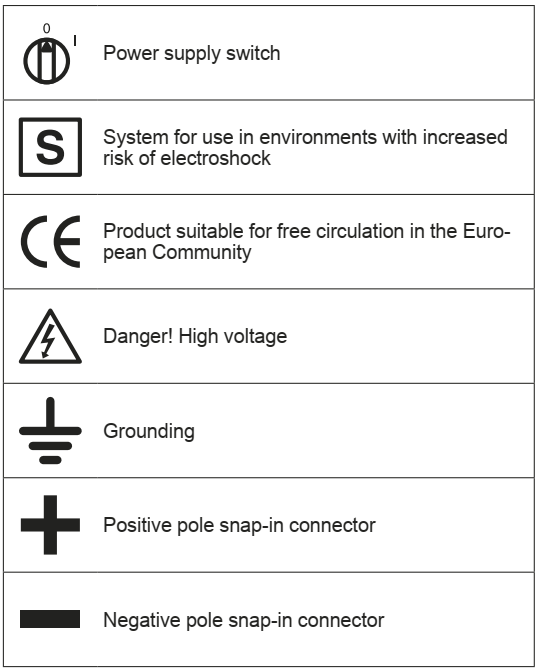 0
I
Power supply switch
S
System for use in environments with increased
risk of electroshock
CE
Product suitable for free circulation in the Euro-
pean Community
Danger! High voltage
Grounding
Positive pole snap-in connector
Negative pole snap-in connector